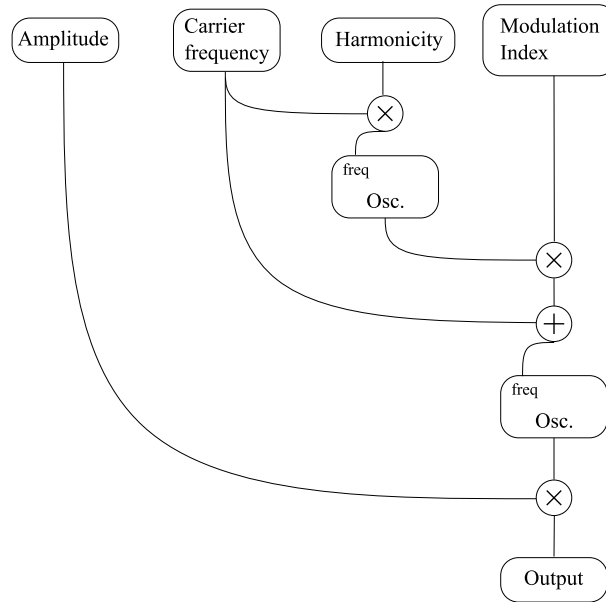 Amplitude
Carrier
frequency
Harmonicity
Modulation
Index
×
freq
Osc.
×
+
freq
Osc.
×
Output